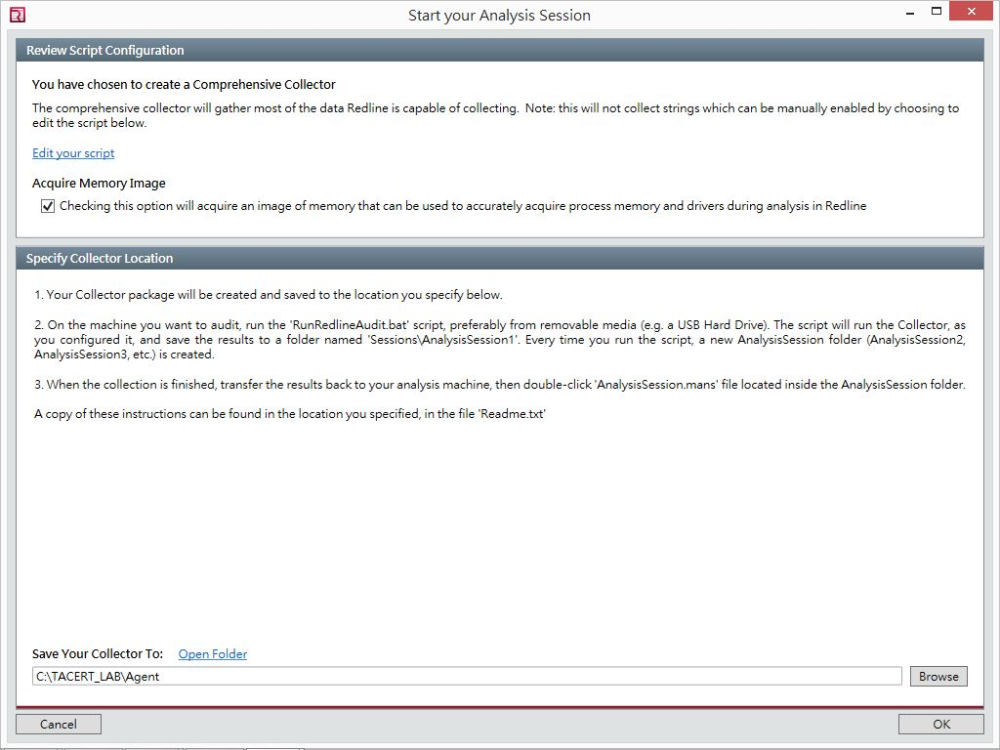 Start your Analysis Session
Review Script Configuration
You have chosen to create a Comprehensive Collector
The comprehensive collector will gather most of the data Redline is capable of collecting.  Note: this will not collect strings which can be manually enabled by choosing to
edit the script below.
Edit your script
Acquire Memory Image
Checking this option will acquire an image of memory that can be used to accurately acquire process memory and drivers during analysis in Redline
Specify Collector Location
1. Your Collector package will be created and saved to the location you specify below.
2. On the machine you want to audit, run the 'RunRedlineAudit.bat' script, preferably from removable media (e.g. a USB Hard Drive). The script will run the Collector, as
you configured it, and save the results to a folder named 'Sessions\AnalysisSession1'. Every time you run the script, a new AnalysisSession folder (AnalysisSession2,
AnalysisSession3, etc.) is created.
3. When the collection is finished, transfer the results back to your analysis machine, then double-click 'AnalysisSession.mans' file located inside the AnalysisSession folder.
A copy of these instructions can be found in the location you specified, in the file 'Readme.txt'
Save Your Collector To: Open Folder
C:\TACERT_LAB\Agent Browse
Cancel OK